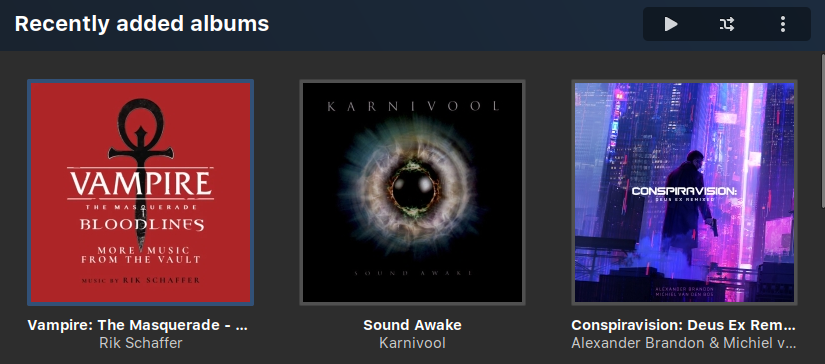 Recently added albums
VAMPIRE
THE MASQUERADE
BLOODLINES
MORE MUSIC
FROM THE VAULT
MUSIC BY RIK SCHAFFER
KARNIVOOL
SOUND AWAKE
CONSPIRAVISION:
DEUS EX REMIXED
ALEXANDER BRANDON
MICHIEL VAN DEN BOS
Vampire: The Masquerade - ...
Rik Schaffer
Sound Awake
Karnivool
Conspiravision: Deus Ex Rem...
Alexander Brandon & Michiel v...